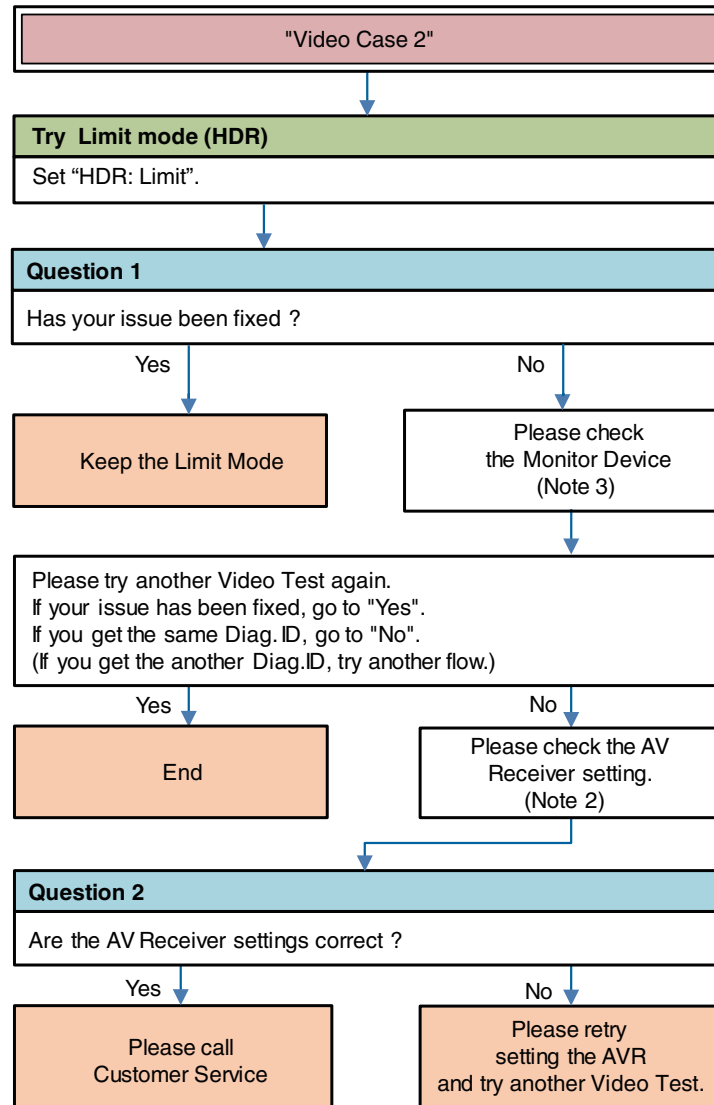 "Video Case 2"
Try Limit mode (HDR)
Set “HDR: Limit”.
Question 1
Has your issue been fixed ?
Yes
No
Keep the Limit Mode
Please check
the Monitor Device
(Note 3)
Please try another Video Test again.
If your issue has been fixed, go to "Yes".
If you get the same Diag. ID, go to "No".
(If you get the another Diag.ID, try another flow.)
Yes
No
End
Please check the AV
Receiver setting.
(Note 2)
Question 2
Are the AV Receiver settings correct ?
Yes
No
Please call
Customer Service
Please retry
setting the AVR
and try another Video Test.